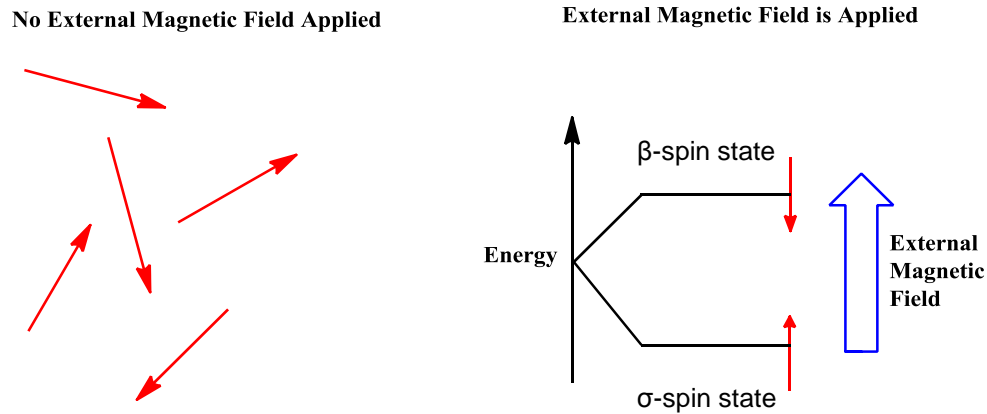 No External Magnetic Field Applied
External Magnetic Field is Applied
β-spin state
Energy
External
Magnetic
Field
σ-spin state